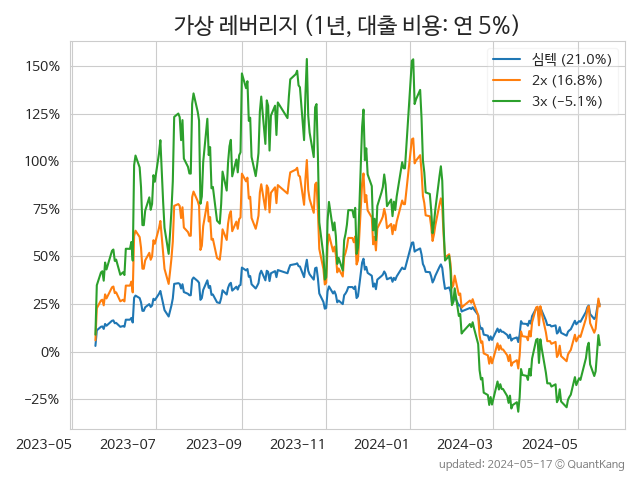 가상 레버리지 (1년, 대출 비용: 연 5%)
심텍 (21.0%)
2x (16.8%)
3x (−5.1%)
150%
125%
100%
75%
50%
25%
0%
−25%
2023-05 2023-07 2023-09 2023-11 2024-01 2024-03 2024-05
updated: 2024-05-17 © QuantKang